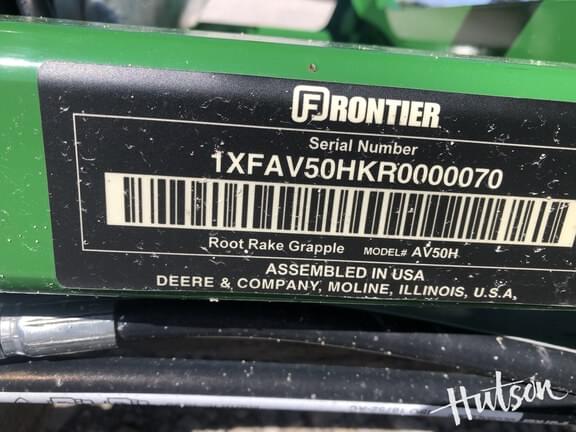 FRONTIER
Serial Number
1XFAV50HKR0000070
Root Rake Grapple MODEL# AV50H
ASSEMBLED IN USA
DEERE & COMPANY, MOLINE, ILLINOIS, U.S.A.
Hutson